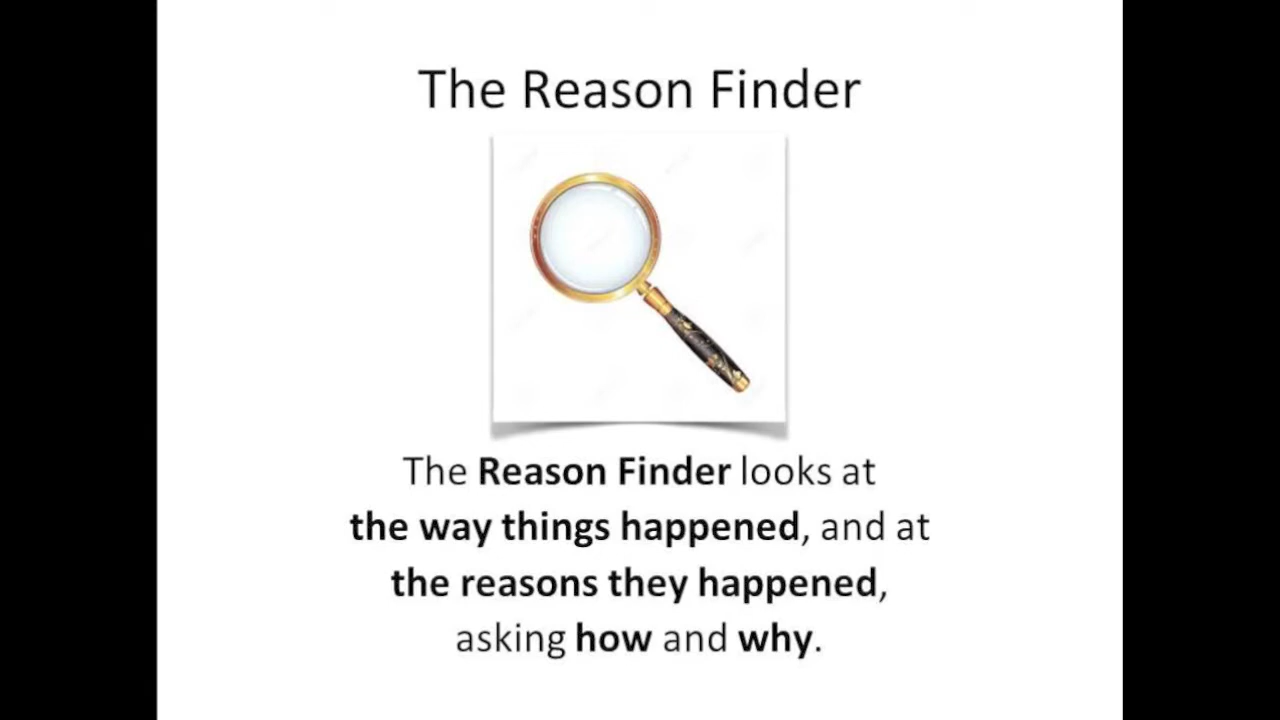 The Reason Finder
The Reason Finder looks at
the way things happened, and at
the reasons they happened,
asking how and why.